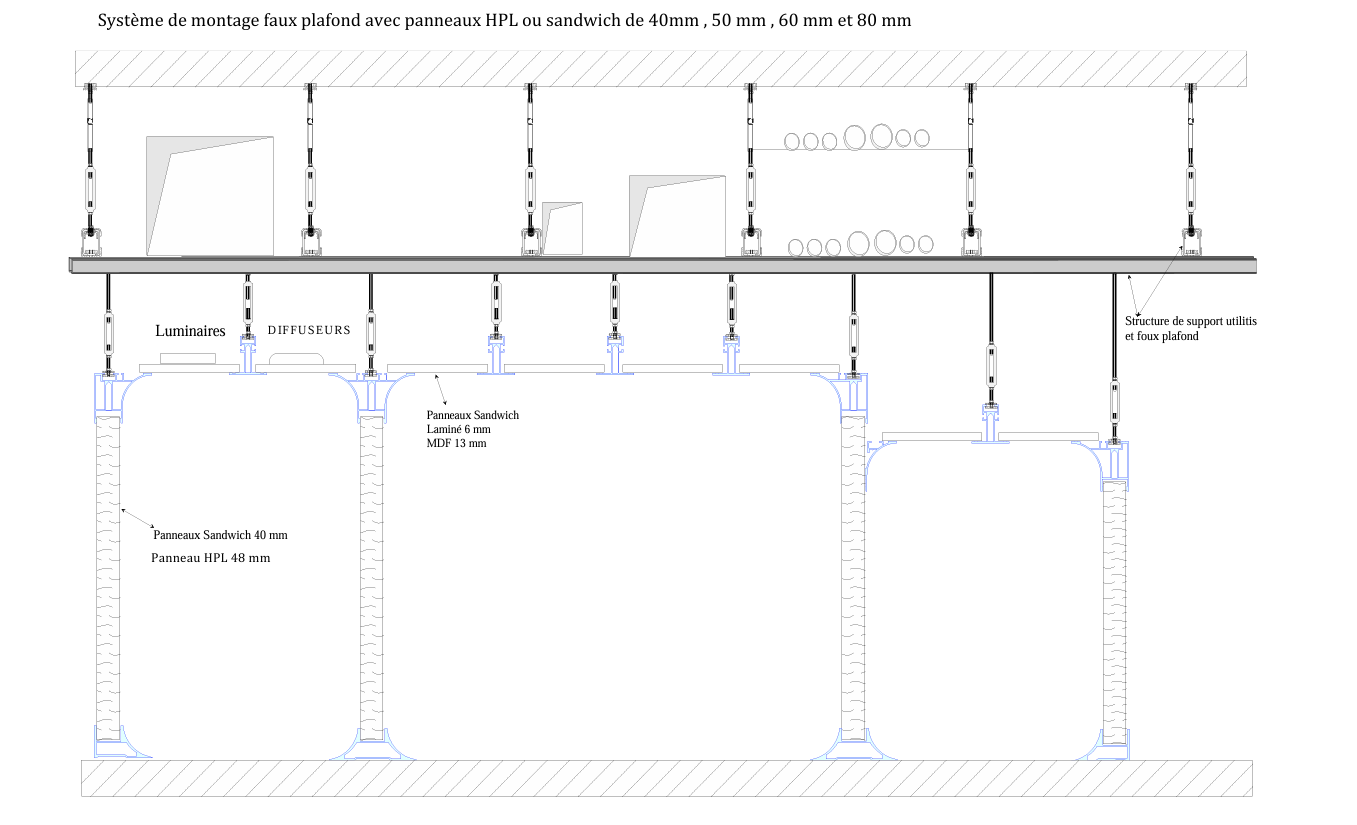 Système de montage faux plafond avec panneaux HPL ou sandwich de 40mm , 50 mm , 60 mm et 80 mm
Luminaires
DIFFUSEURS
Structure de support utilitis
et foux plafond
Panneaux Sandwich
Laminé 6 mm
MDF 13 mm
Panneaux Sandwich 40 mm
Panneau HPL 48 mm